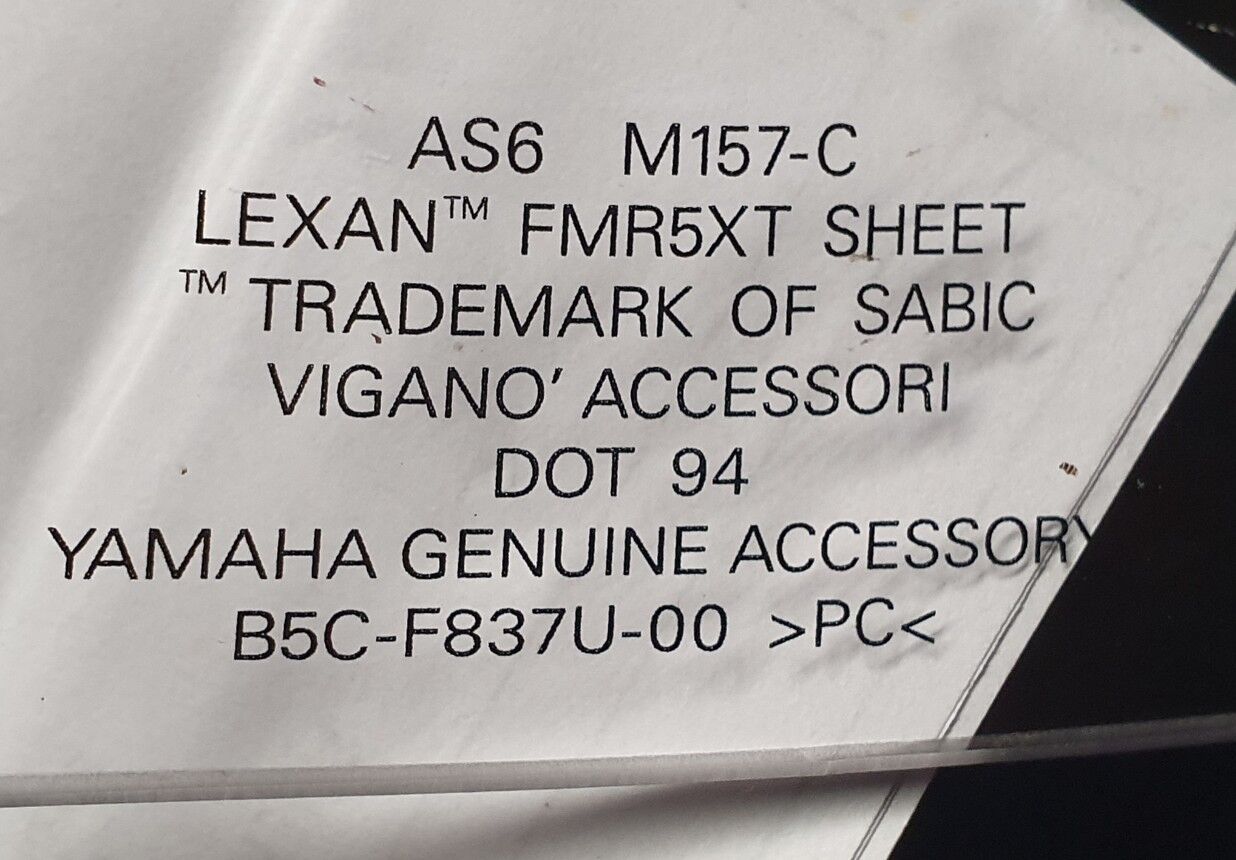 AS6 M157-C
LEXAN™ FMR5XT SHEET
™ TRADEMARK OF SABIC
VIGANO' ACCESSORI
DOT 94
YAMAHA GENUINE ACCESSORY
B5C-F837U-00 >PC<